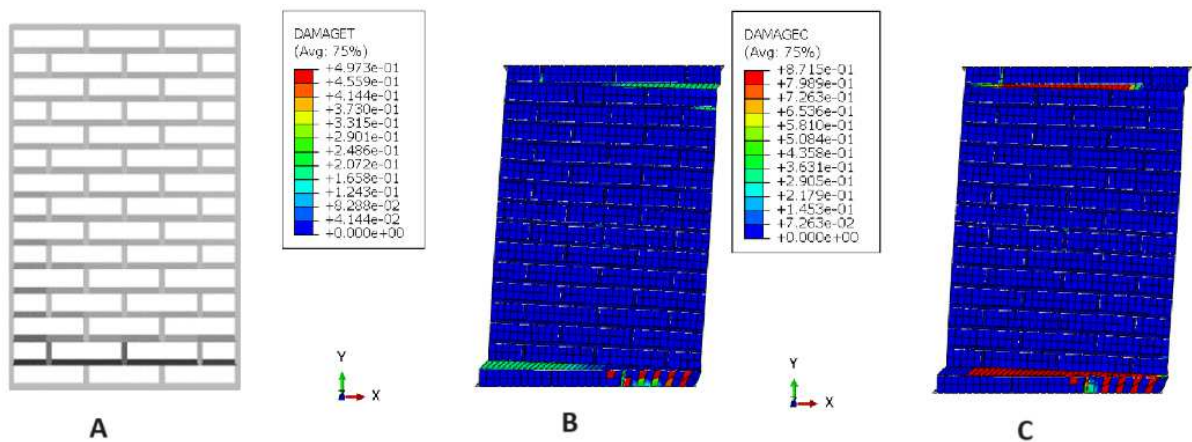 DAMAGET
(Avg: 75%)
+4.973e-01
+4.559e-01
+4.144e-01
+3.730e-01
+3.315e-01
+2.901e-01
+2.486e-01
+2.072e-01
+1.658e-01
+1.243e-01
+8.288e-02
+4.144e-02
+0.000e+00
DAMAGEC
(Avg: 75%)
+8.715e-01
+7.989e-01
+7.263e-01
+6.536e-01
+5.810e-01
+5.084e-01
+4.358e-01
+3.631e-01
+2.905e-01
+2.179e-01
+1.453e-01
+7.263e-02
+0.000e+00
Y
Z X
Y
Z X
A
B
C